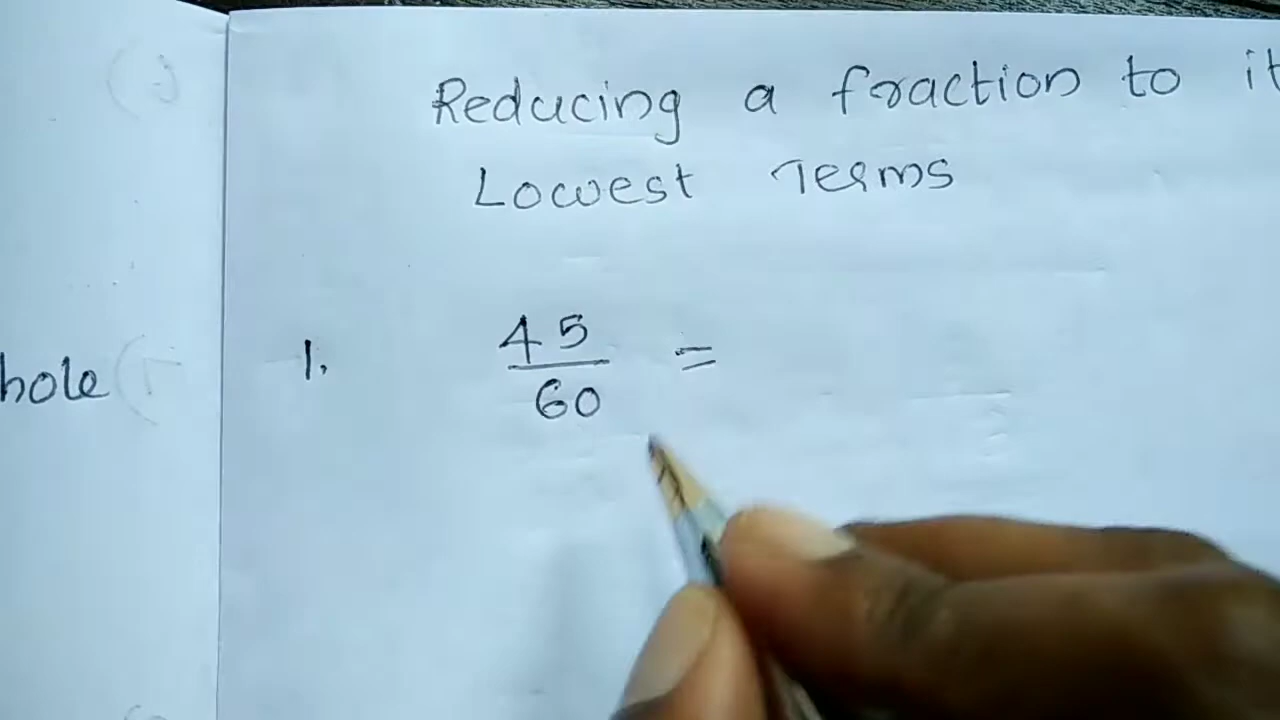 Reducing a fraction to it
Lowest Terms
1. 45/60 =
hole